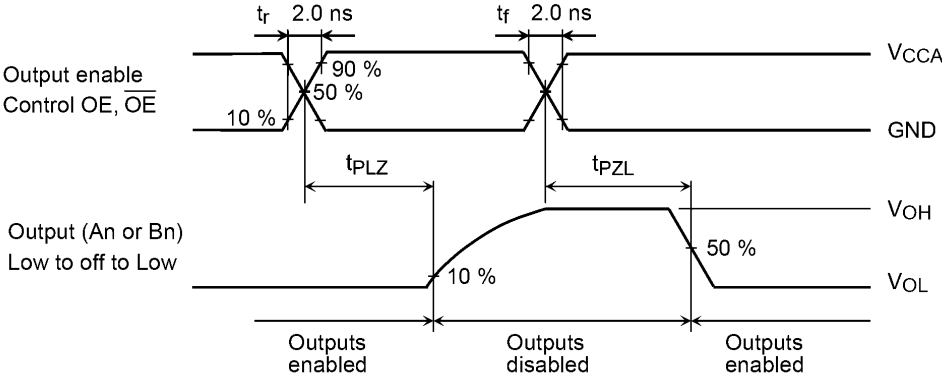 tr 2.0 ns
tf 2.0 ns
VCCA
Output enable
Control OE, OE
90 %
50 %
10 %
GND
tPLZ
tPZL
VOH
Output (An or Bn)
Low to off to Low
50 %
10 %
VOL
Outputs enabled
Outputs disabled
Outputs enabled